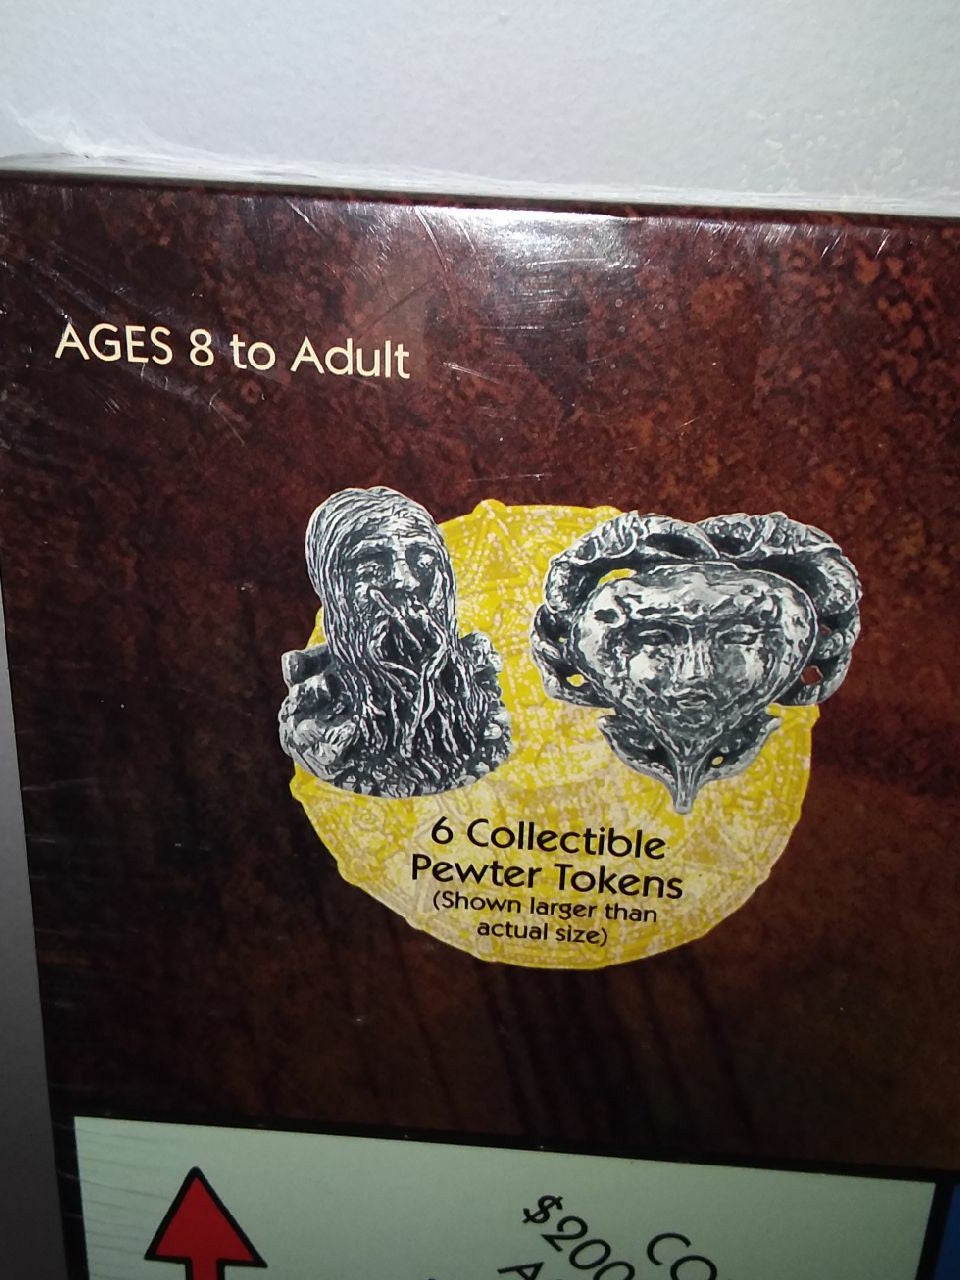 AGES 8 to Adult
6 Collectible
Pewter Tokens
(Shown larger than
actual size)
$200